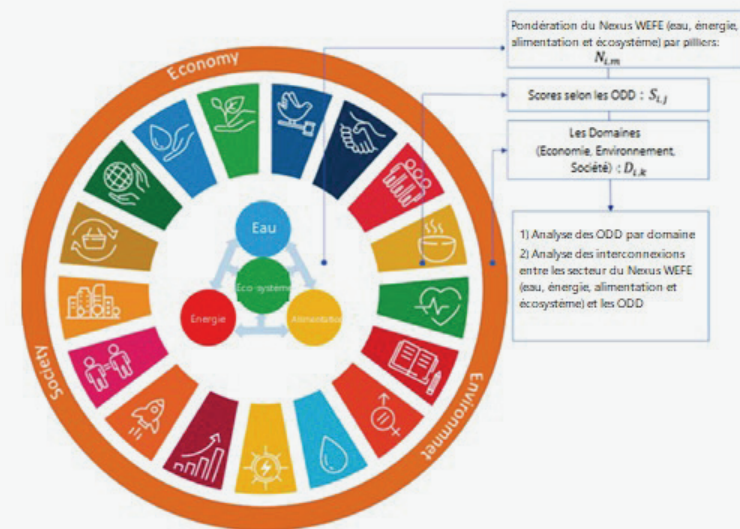 Economy
Society
Environmnet
Eau
Eco-système
Energie
Alimentation
Pondération du Nexus WEFE (eau, énergie,
alimentation et écosystème) par pilliers:
N_{i,m}
Scores selon les ODD : S_{i,j}
Les Domaines
(Economie, Environnement,
Société) : D_{i,k}
1) Analyse des ODD par domaine
2) Analyse des interconnexions
entre les secteur du Nexus WEFE
(eau, énergie, alimentation et
écosystème) et les ODD